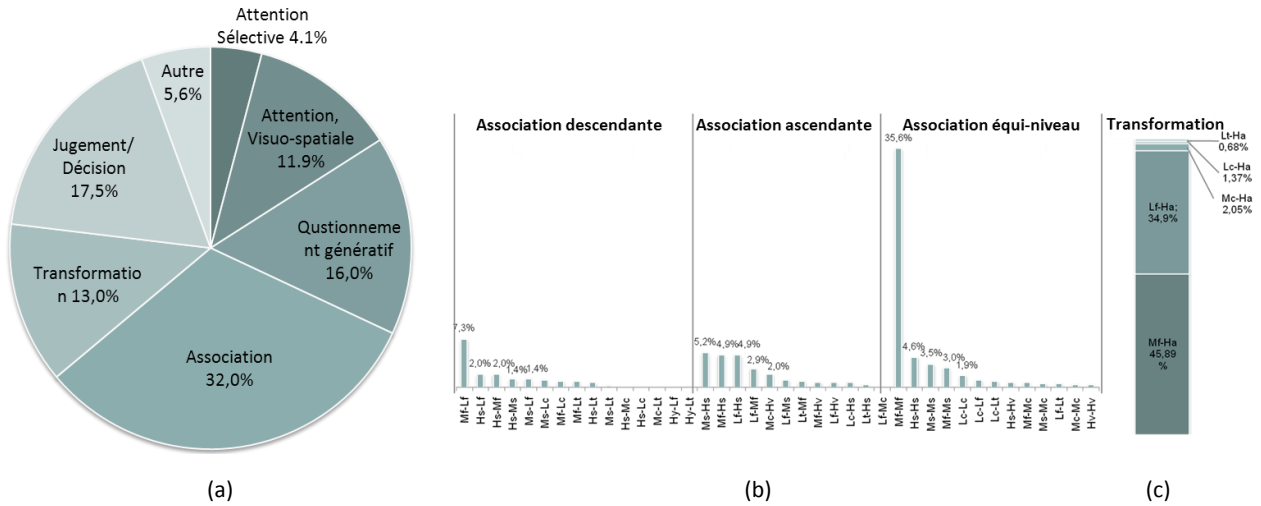 Attention
Sélective 4.1%
Autre
5,6%
Attention,
Visuo-spatiale
11.9%
Jugement/
Décision
17,5%
Qustionneme
nt génératif
16,0%
Transformatio
n 13,0%
Association
32,0%
(a)
Association descendante
7,3%
2,0%
2,0%
1,4%
1,4%
Mf-Lf
Hs-Lf
Hs-Mf
Hs-Ms
Ms-Lf
Ms-Lc
Mf-Lc
Mf-Lt
Hs-Lt
Ms-Lt
Hs-Mc
Hs-Lc
Mc-Lt
Hy-Lf
Hy-Lt
Association ascendante
5,2%
4,9%
4,9%
2,9%
2,0%
Ms-Hs
Mf-Hs
Lf-Hs
Lf-Mf
Mc-Hv
Lf-Ms
Lt-Mf
Mf-Hv
Lf-Hv
Lc-Hs
Lt-Hs
Lf-Mc
Association équi-niveau
35,6%
4,6%
3,5%
3,0%
1,9%
Mf-Mf
Hs-Hs
Ms-Ms
Mf-Ms
Lc-Lc
Lc-Lf
Lc-Lt
Hs-Hv
Mf-Mc
Ms-Mc
Lf-Lt
Mc-Mc
Hv-Hv
(b)
Transformation
Lt-Ha
0,68%
Lc-Ha
1,37%
Mc-Ha
2,05%
Lf-Ha;
34,9%
Mf-Ha
45,89
%
(c)